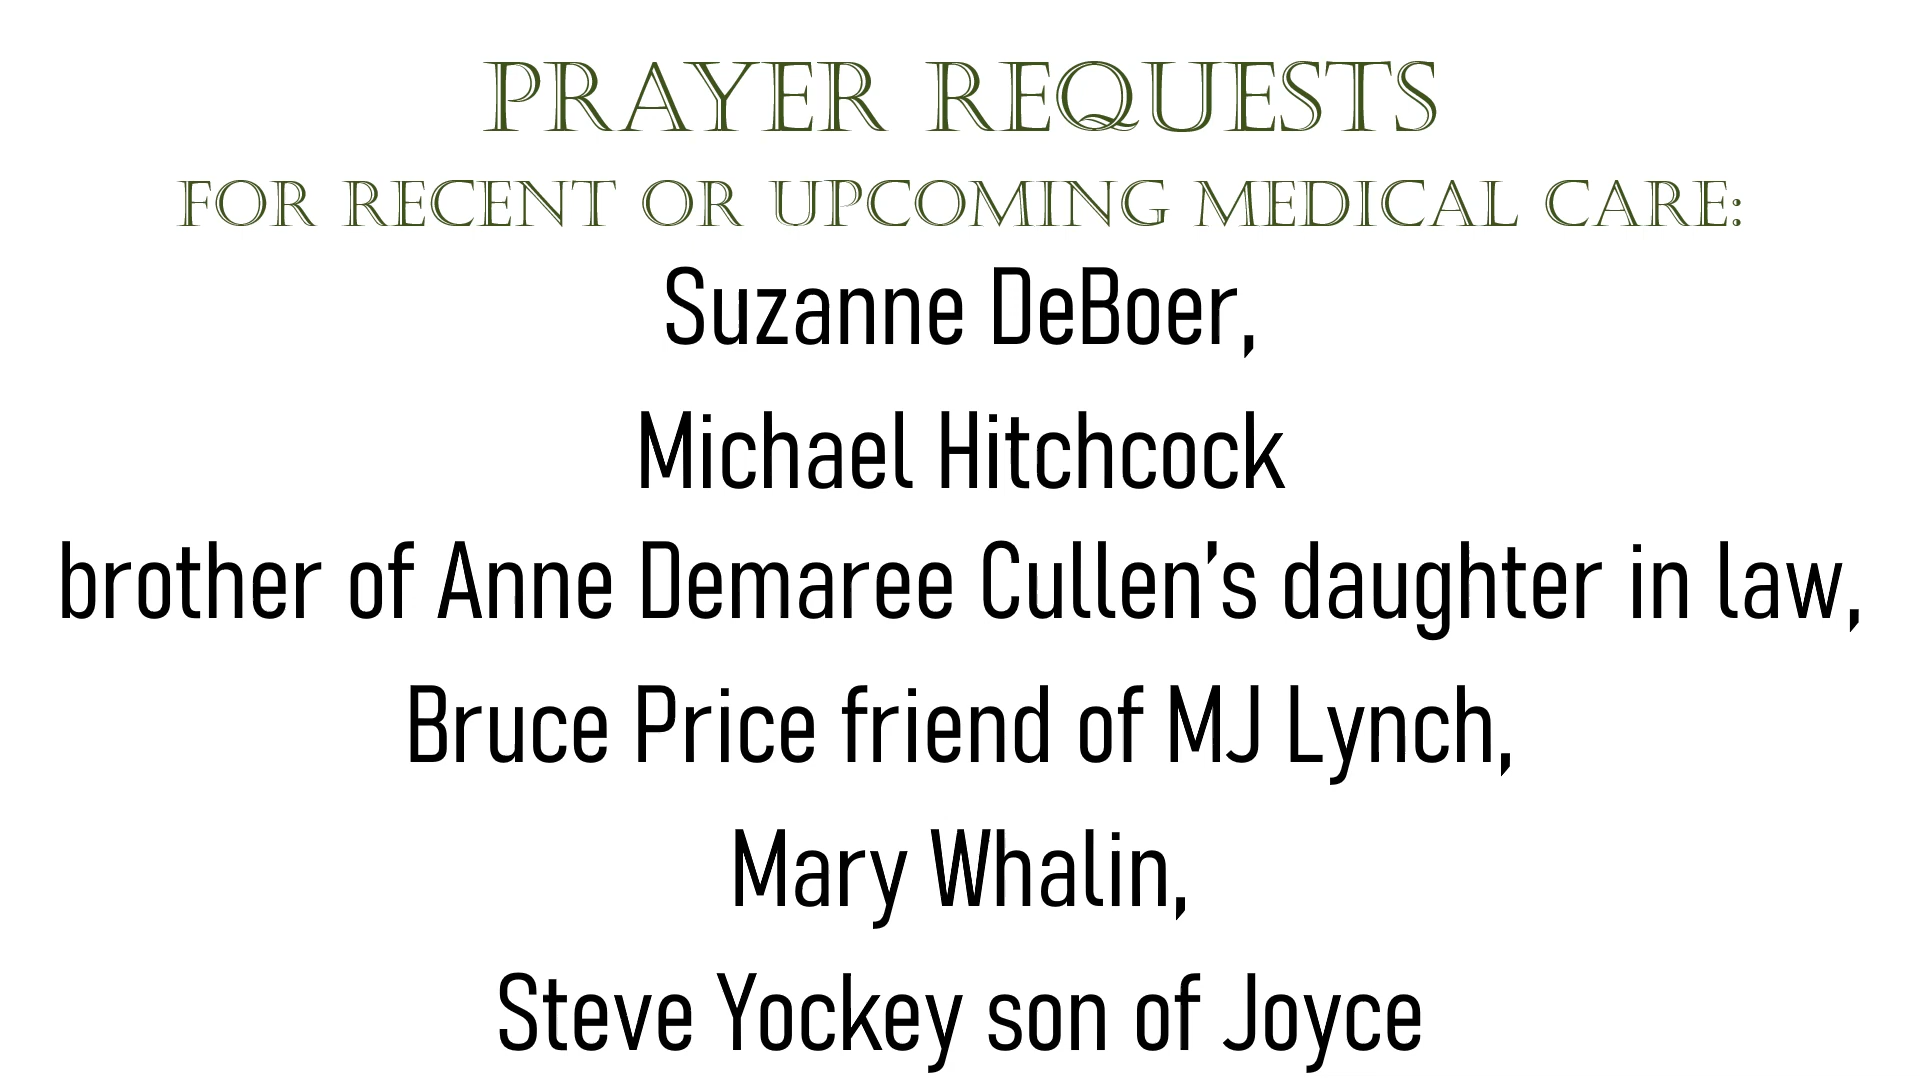 PRAYER REQUESTS
FOR RECENT OR UPCOMING MEDICAL CARE:
Suzanne DeBoer,
Michael Hitchcock
brother of Anne Demaree Cullen’s daughter in law,
Bruce Price friend of MJ Lynch,
Mary Whalin,
Steve Yockey son of Joyce